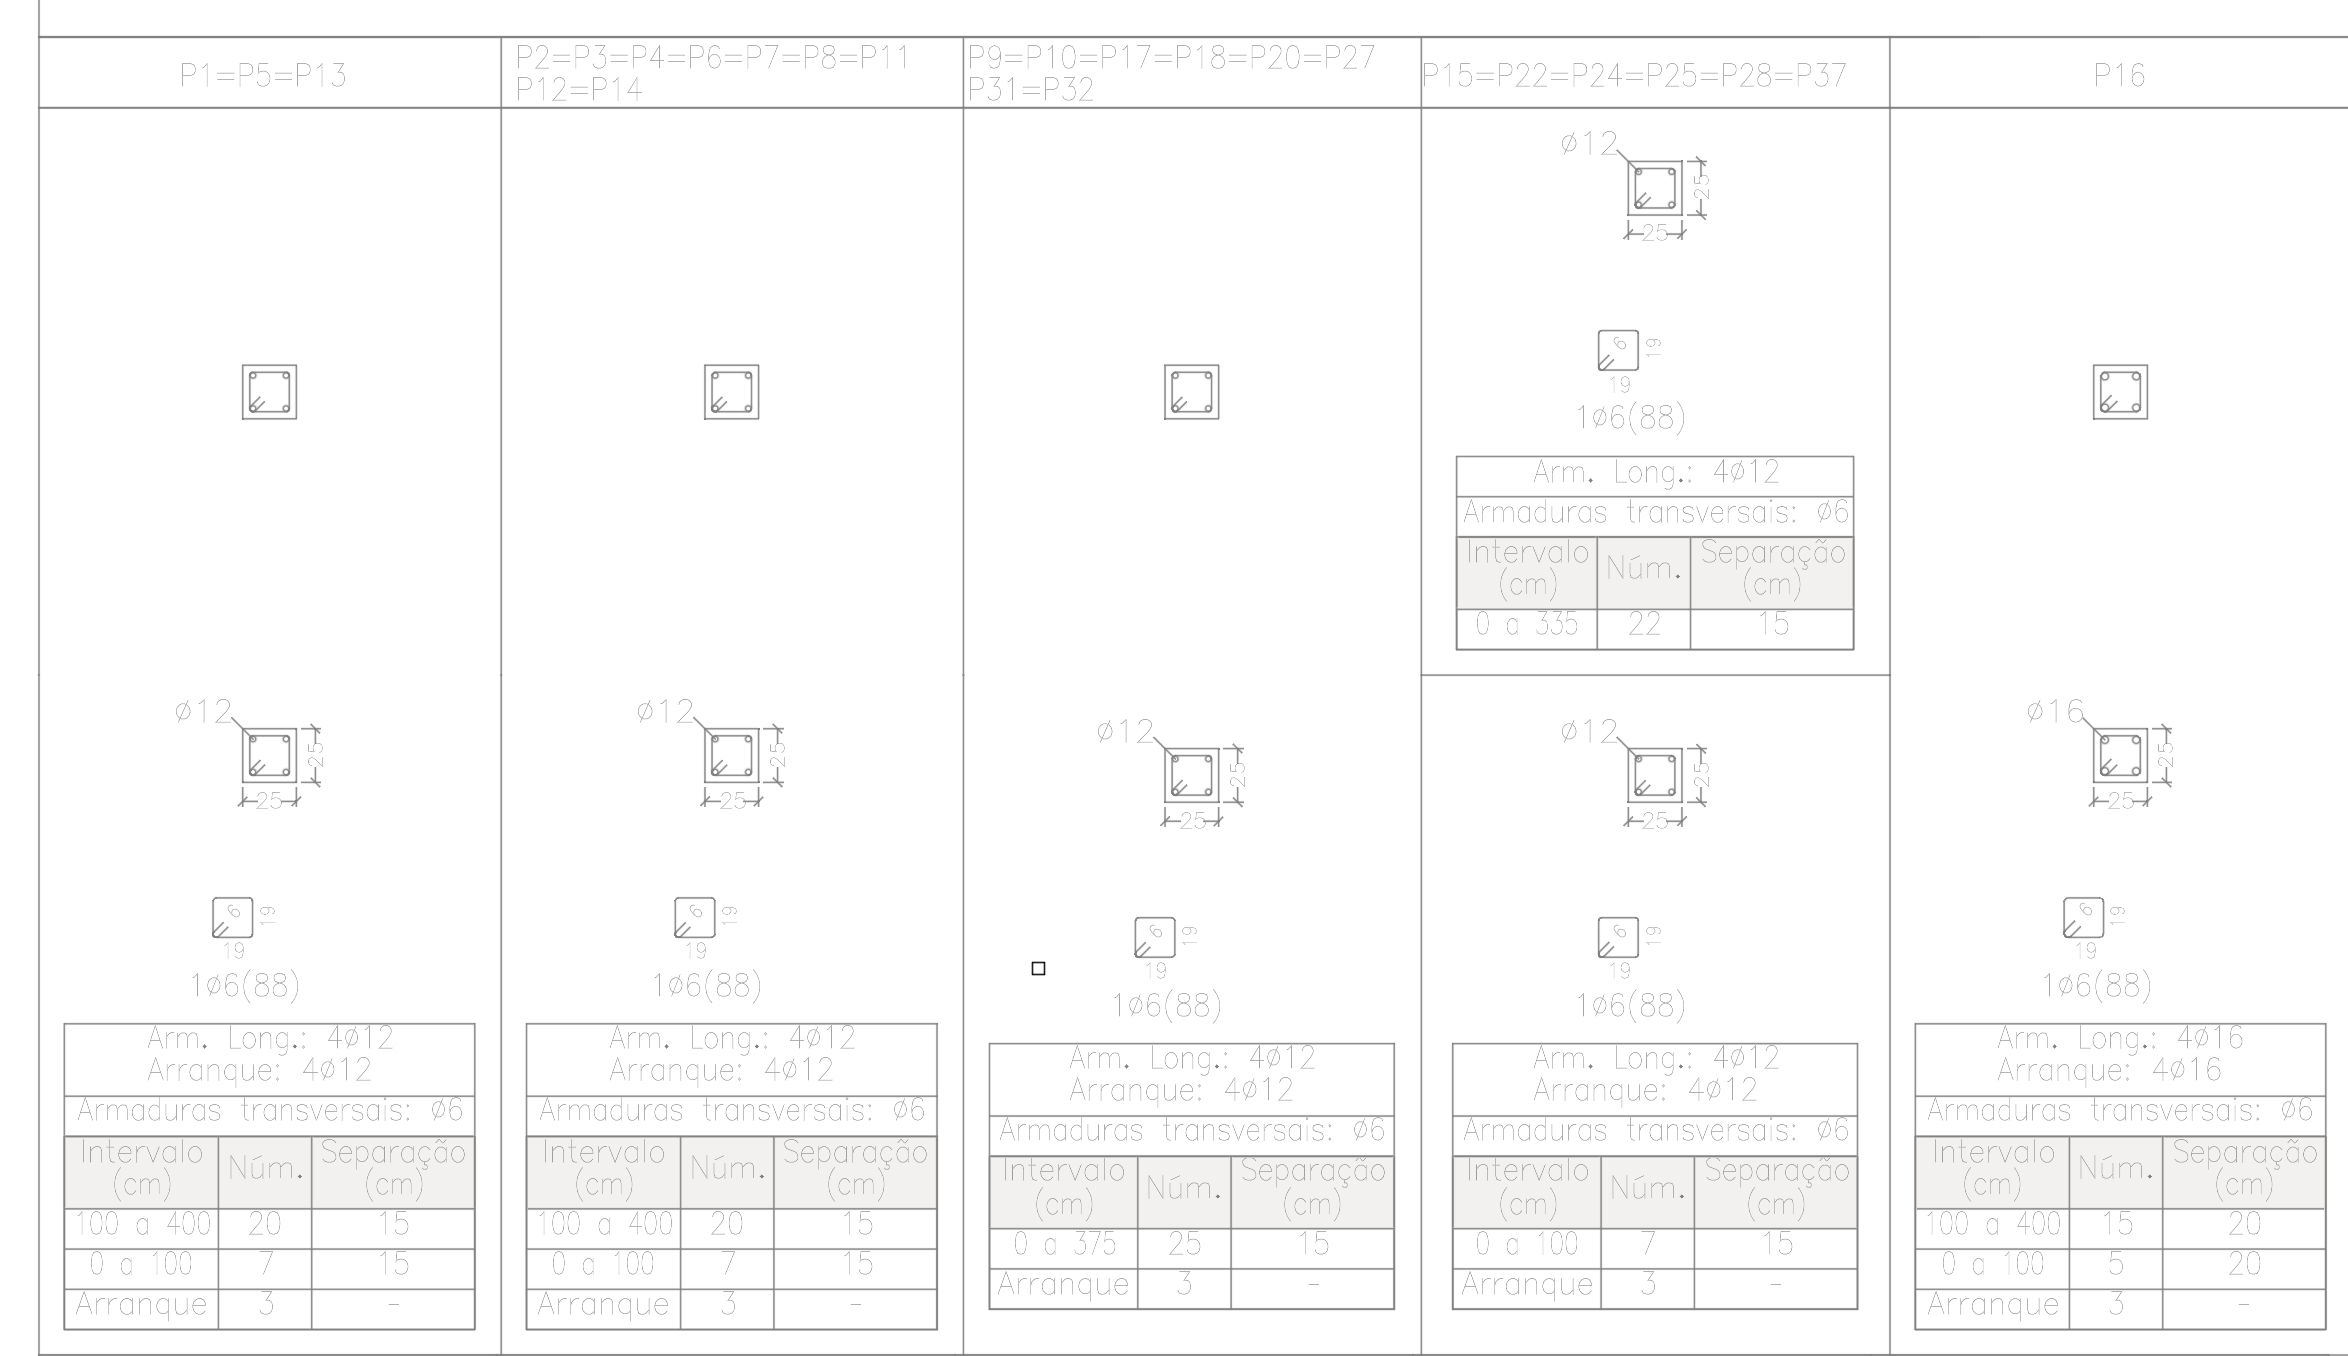 P1=P5=P13
P2=P3=P4=P6=P7=P8=P11
P12=P14
P9=P10=P17=P18=P20=P27
P31=P32
P15=P22=P24=P25=P28=P37
P16
ø12
25
25
6
19
19
1ø6(88)
Arm. Long.: 4ø12
Arranque: 4ø12
Armaduras transversais: ø6
Intervalo (cm) Núm. Separação (cm)
100 a 400 20 15
0 a 100 7 15
Arranque 3 -
ø12
25
25
6
19
19
1ø6(88)
Arm. Long.: 4ø12
Arranque: 4ø12
Armaduras transversais: ø6
Intervalo (cm) Núm. Separação (cm)
100 a 400 20 15
0 a 100 7 15
Arranque 3 -
ø12
25
25
6
19
19
1ø6(88)
Arm. Long.: 4ø12
Arranque: 4ø12
Armaduras transversais: ø6
Intervalo (cm) Núm. Separação (cm)
0 a 375 25 15
Arranque 3 -
ø12
25
25
6
19
19
1ø6(88)
Arm. Long.: 4ø12
Armaduras transversais: ø6
Intervalo (cm) Núm. Separação (cm)
0 a 335 22 15
ø12
25
25
6
19
19
1ø6(88)
Arm. Long.: 4ø12
Arranque: 4ø12
Armaduras transversais: ø6
Intervalo (cm) Núm. Separação (cm)
0 a 100 7 15
Arranque 3 -
ø16
25
25
6
19
19
1ø6(88)
Arm. Long.: 4ø16
Arranque: 4ø16
Armaduras transversais: ø6
Intervalo (cm) Núm. Separação (cm)
100 a 400 15 20
0 a 100 5 20
Arranque 3 -